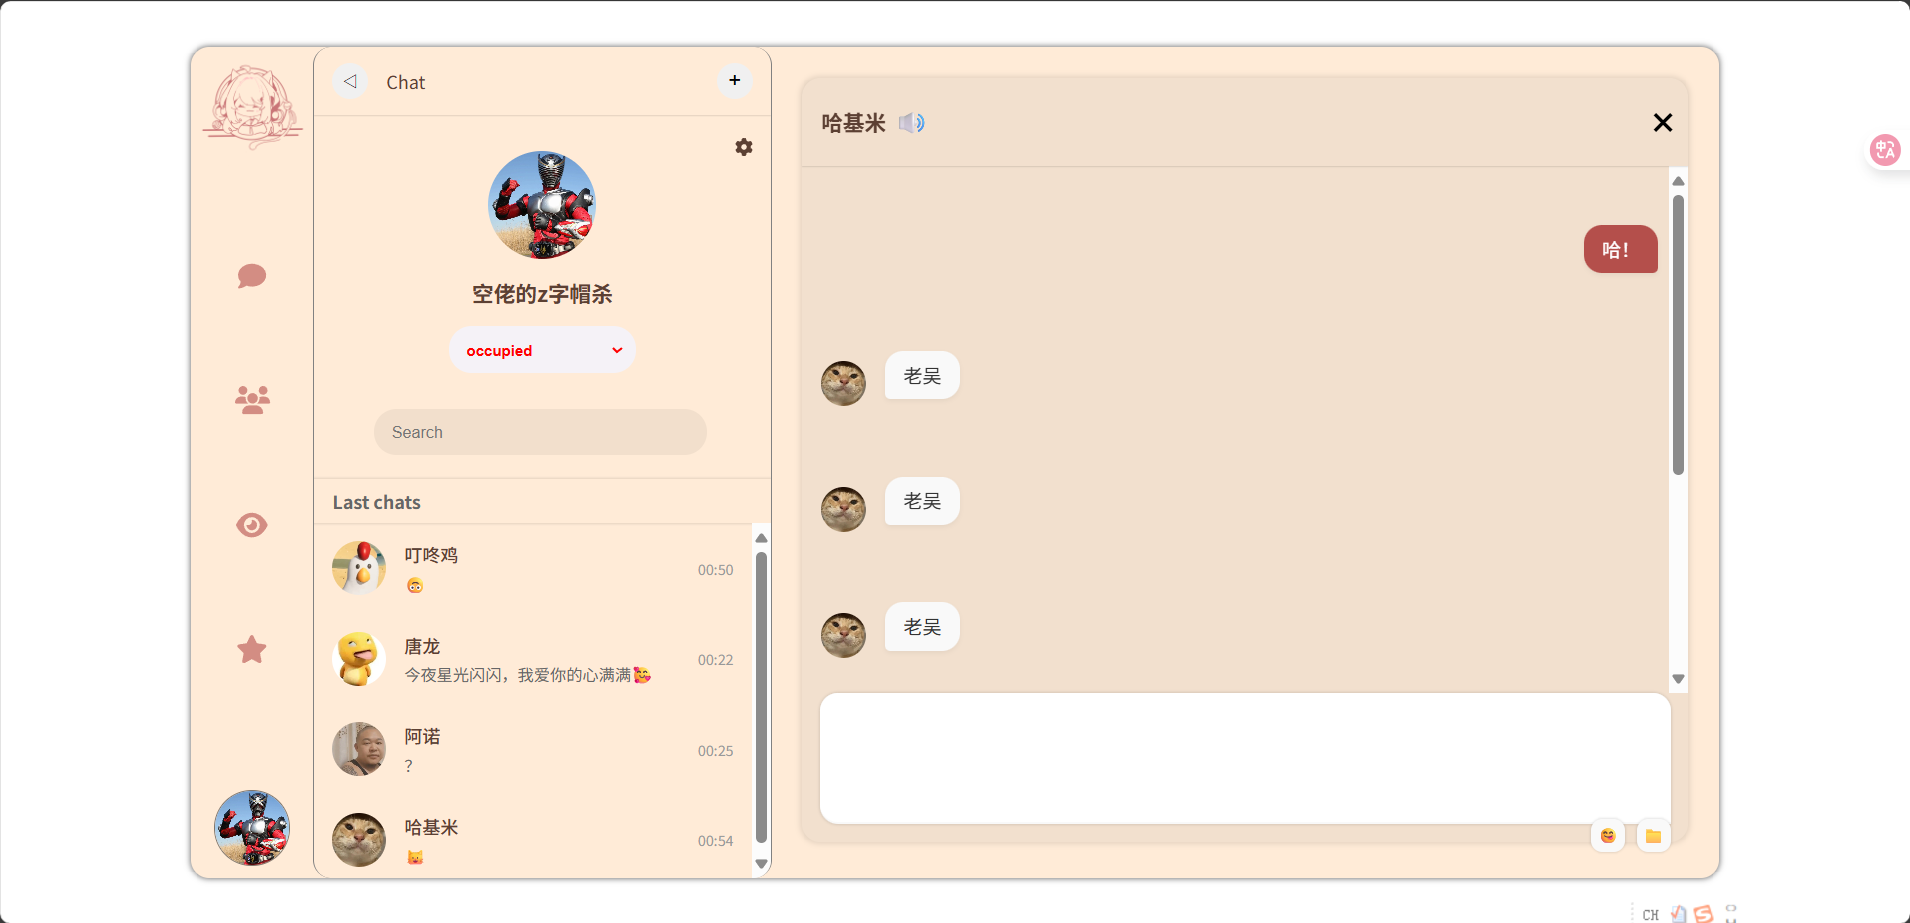 Chat
+
空佬的z字帽杀
occupied
Search
Last chats
叮咚鸡
00:50
唐龙
今夜星光闪闪，我爱你的心满满🥰
00:22
阿诺
？
00:25
哈基米
00:54
哈基米
哈！
老吴
老吴
老吴
中A
CH